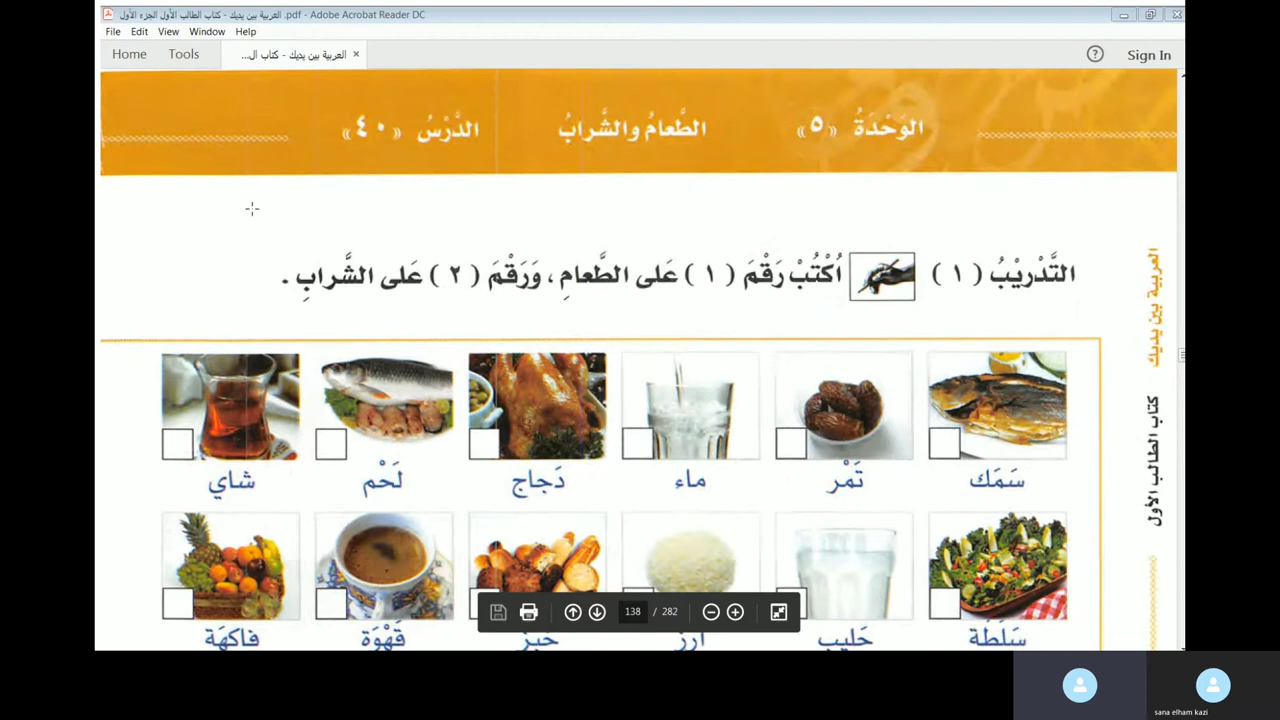 العربية بين يديك - كتاب الطالب الأول الجزء الأول .pdf - Adobe Acrobat Reader DC
File Edit View Window Help
Home Tools العربية بين يديك - كتاب ال... × ? Sign In
الوَحْدَةُ «٥» الطَّعامُ والشَّرابُ الدَّرْسُ «٤٠»
التَّدْرِيْبُ (١) اُكْتُبْ رَقْمَ (١) عَلى الطَّعامِ، وَرَقْمَ (٢) عَلى الشَّرابِ.
سَمَك تَمْر ماء دَجاج لَحْم شاي
سَلَطَة حَليب أرز خبز قَهْوَة فاكهَة
العربية بين يديك
كتاب الطالب الأول
138 / 282
sana elham kazi